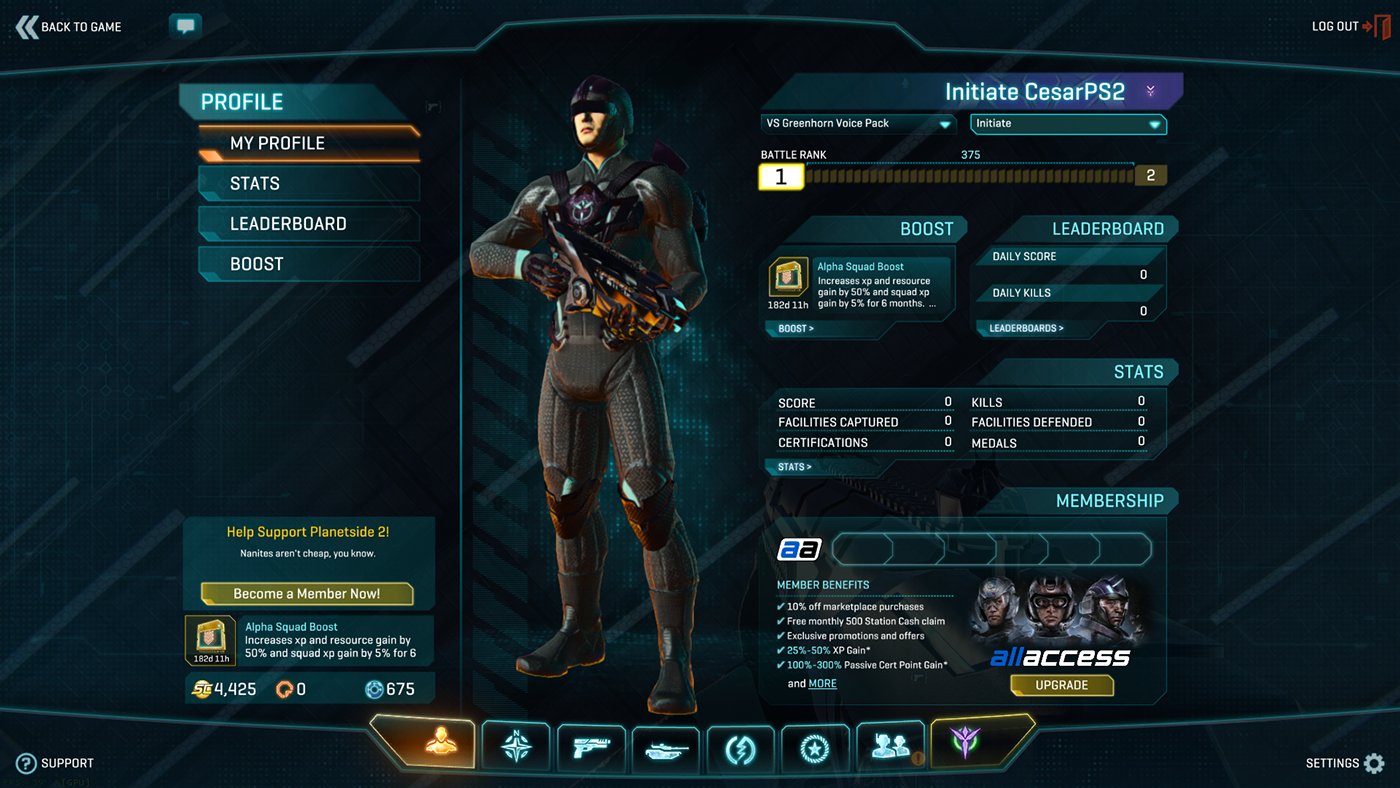 BACK TO GAME
LOG OUT
PROFILE
MY PROFILE
STATS
LEADERBOARD
BOOST
Help Support Planetside 2!
Nanites aren't cheap, you know.
Become a Member Now!
Alpha Squad Boost
Increases xp and resource gain by
50% and squad xp gain by 5% for 6
182d 11h
SC 4,425
0
675
Initiate CesarPS2
VS Greenhorn Voice Pack
Initiate
BATTLE RANK
375
1
2
BOOST
Alpha Squad Boost
Increases xp and resource
gain by 50% and squad xp
gain by 5% for 6 months. ...
182d 11h
BOOST >
LEADERBOARD
DAILY SCORE
0
DAILY KILLS
0
LEADERBOARDS >
STATS
SCORE 0
KILLS 0
FACILITIES CAPTURED 0
FACILITIES DEFENDED 0
CERTIFICATIONS 0
MEDALS 0
STATS >
MEMBERSHIP
aa
MEMBER BENEFITS
✔ 10% off marketplace purchases
✔ Free monthly 500 Station Cash claim
✔ Exclusive promotions and offers
✔ 25%-50% XP Gain*
✔ 100%-300% Passive Cert Point Gain*
and MORE
allaccess
UPGRADE
N
!
? SUPPORT
SETTINGS